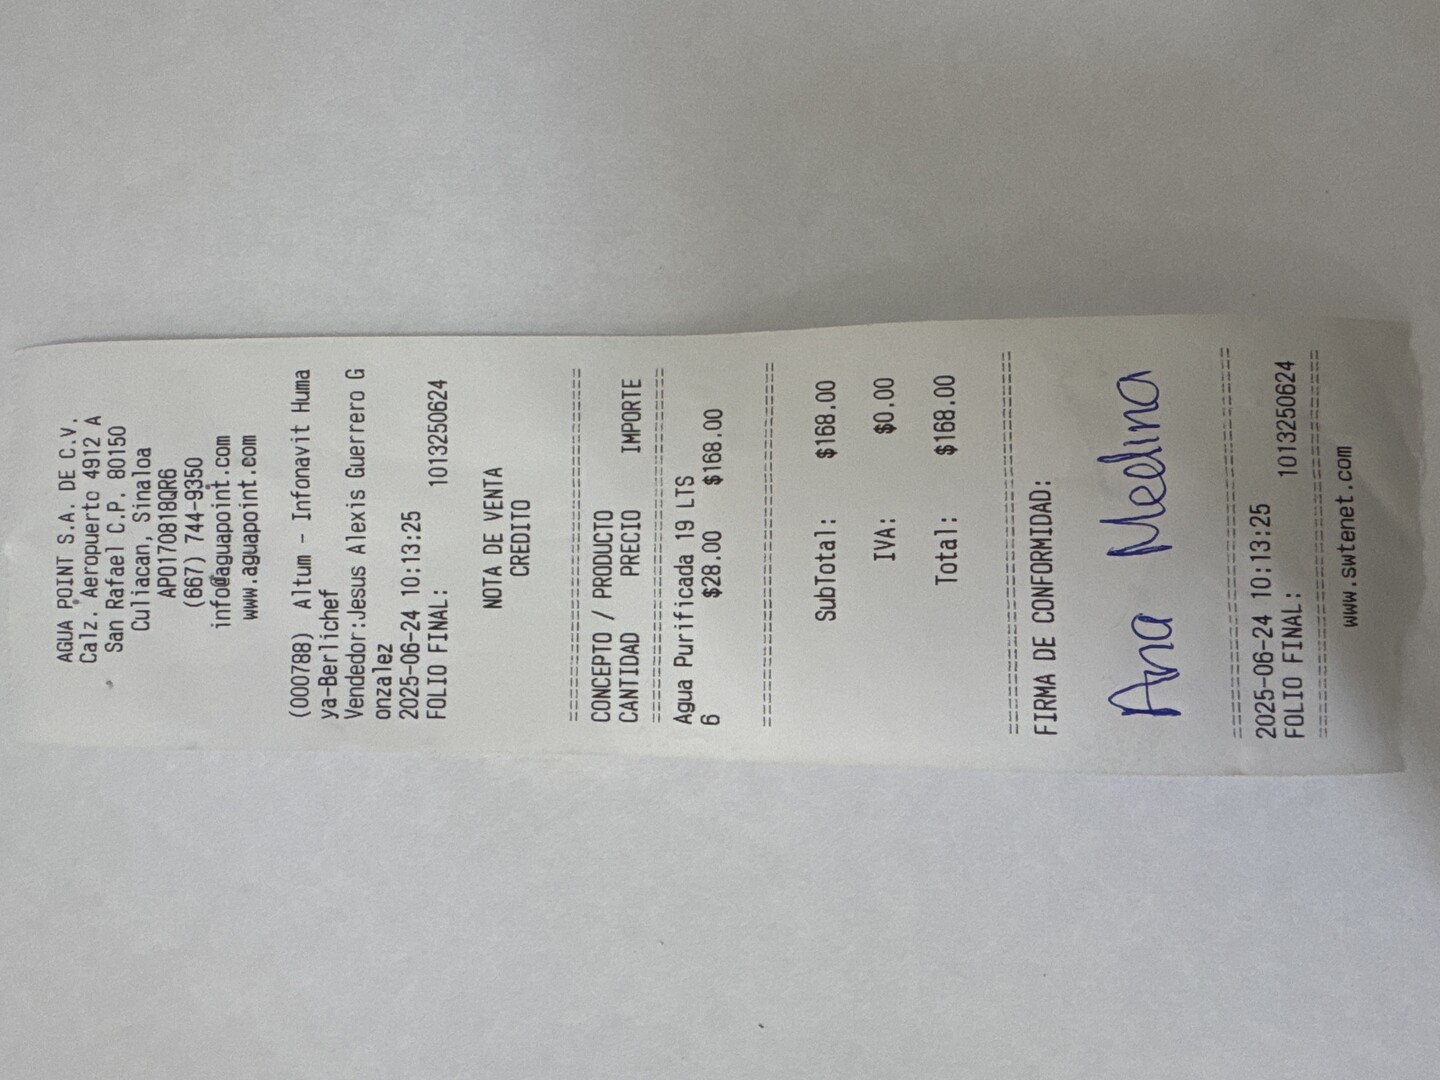 AGUA POINT S.A. DE C.V.
Calz. Aeropuerto 4912 A
San Rafael C.P. 80150
Culiacan, Sinaloa
APO170818QR6
(667) 744-9350
info@aguapoint.com
www.aguapoint.com
(000788) Altum - Infonavit Huma
ya-Berlichef
Vendedor:Jesus Alexis Guerrero G
onzalez
2025-06-24 10:13:25
FOLIO FINAL: 1013250624
NOTA DE VENTA
CREDITO
================================
CONCEPTO / PRODUCTO
CANTIDAD PRECIO IMPORTE
================================
Agua Purificada 19 LTS
6 $28.00 $168.00
================================
SubTotal: $168.00
IVA: $0.00
Total: $168.00
================================
FIRMA DE CONFORMIDAD:
Ana Medina
================================
2025-06-24 10:13:25
FOLIO FINAL: 1013250624
================================
www.swtenet.com